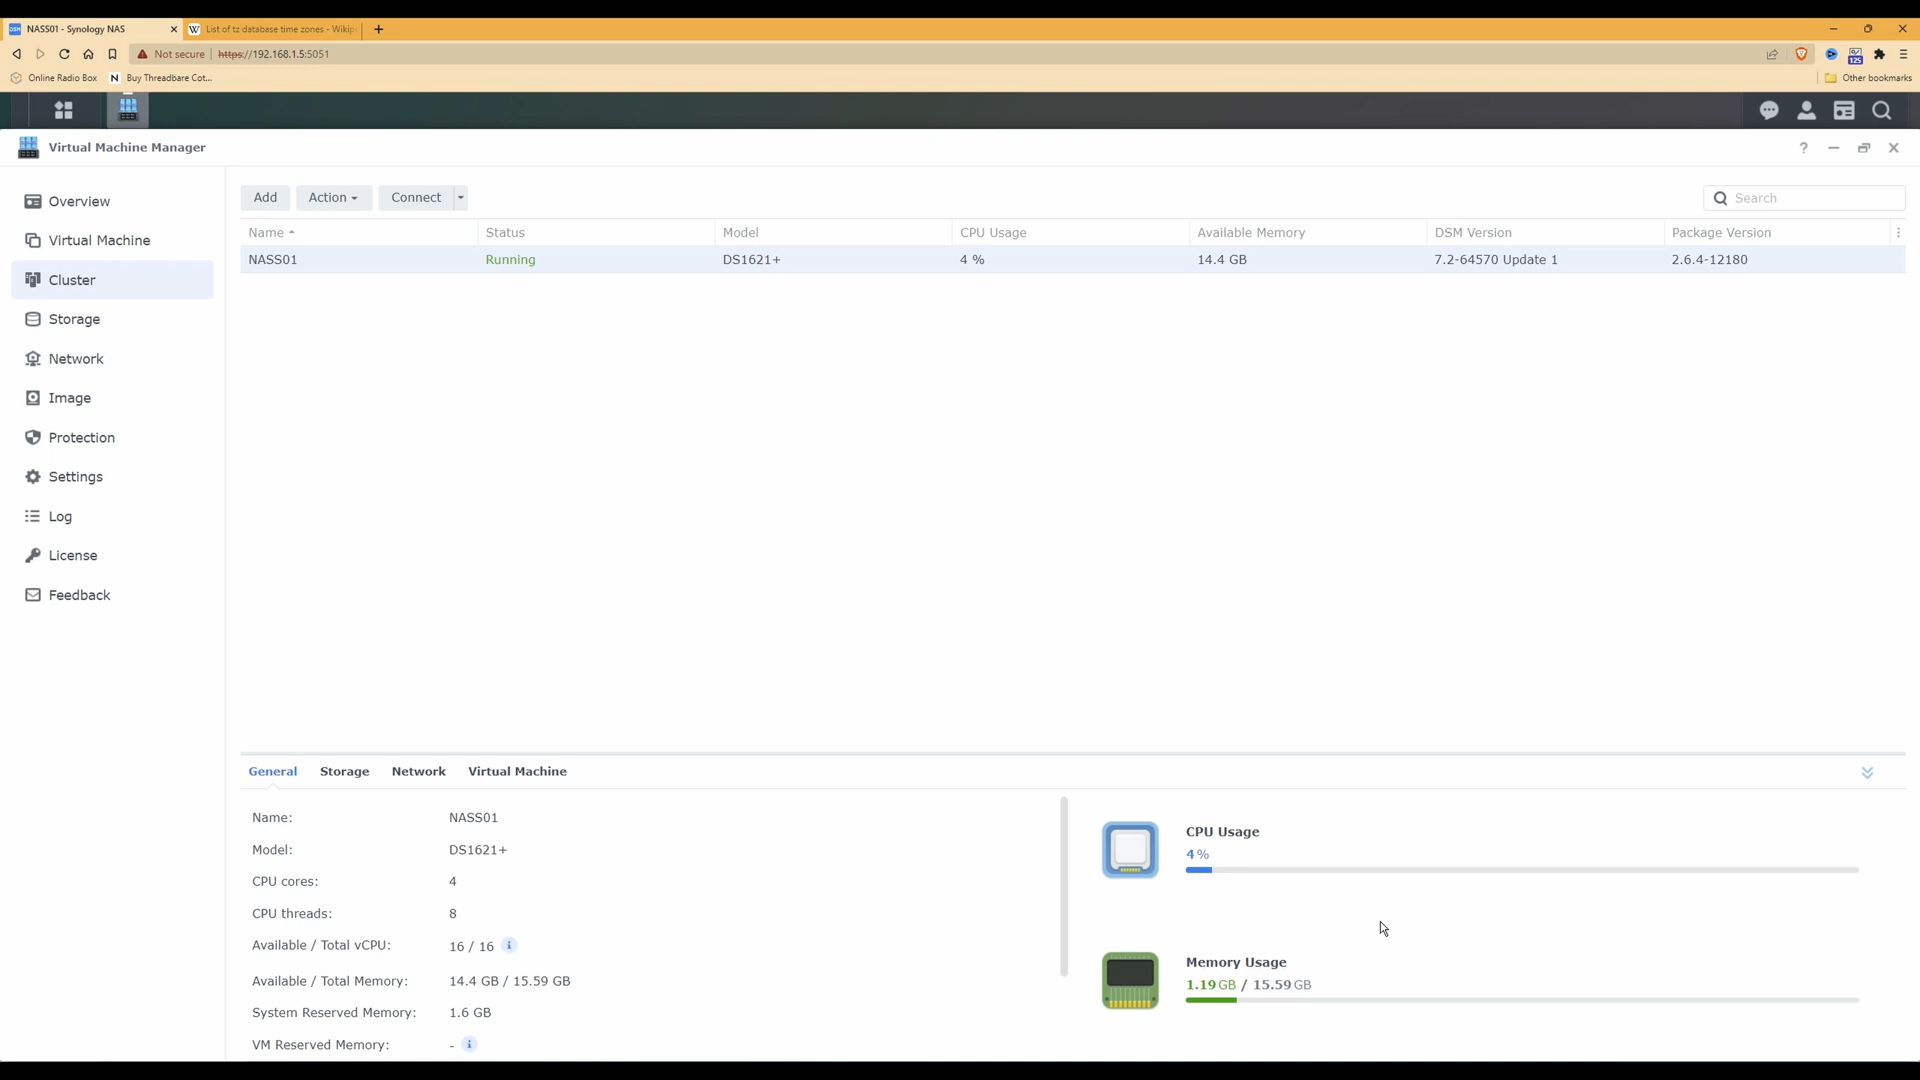 NASS01 - Synology NAS
List of tz database time zones - Wikip
Not secure https://192.168.1.5:5051
125
Online Radio Box
Buy Threadbare Cot...
Other bookmarks
Virtual Machine Manager
Overview
Virtual Machine
Cluster
Storage
Network
Image
Protection
Settings
Log
License
Feedback
Add Action Connect Search
Name Status Model CPU Usage Available Memory DSM Version Package Version
NASS01 Running DS1621+ 4 % 14.4 GB 7.2-64570 Update 1 2.6.4-12180
General Storage Network Virtual Machine
Name: NASS01
Model: DS1621+
CPU cores: 4
CPU threads: 8
Available / Total vCPU: 16 / 16
Available / Total Memory: 14.4 GB / 15.59 GB
System Reserved Memory: 1.6 GB
VM Reserved Memory: -
CPU Usage
4 %
Memory Usage
1.19 GB / 15.59 GB